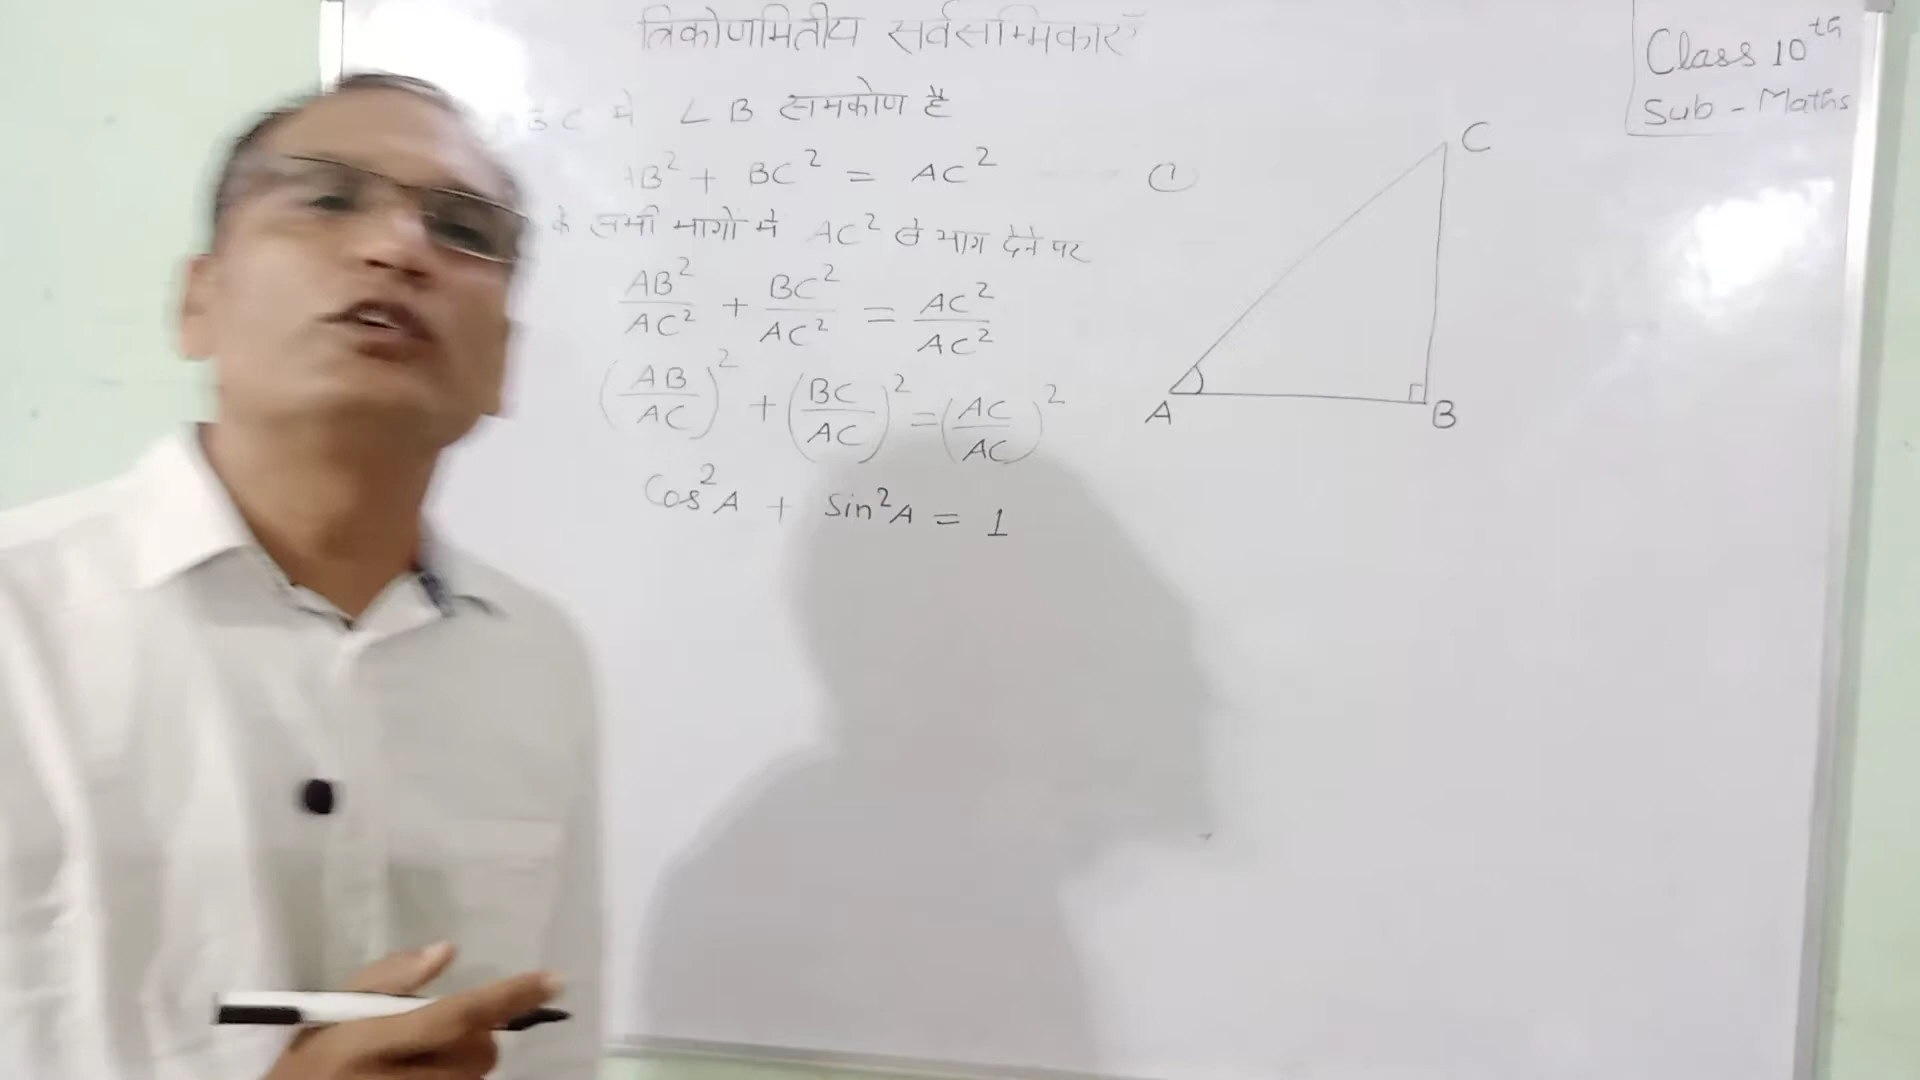 त्रिकोणमितीय सर्वसम्मिकाएँ
Class 10th
Sub - Maths
BC मे ∠B समकोण है
AB² + BC² = AC² ①
के सभी भागो मे AC² से भाग देने पर
AB²/AC² + BC²/AC² = AC²/AC²
(AB/AC)² + (BC/AC)² = (AC/AC)²
Cos²A + Sin²A = 1
C
A
B